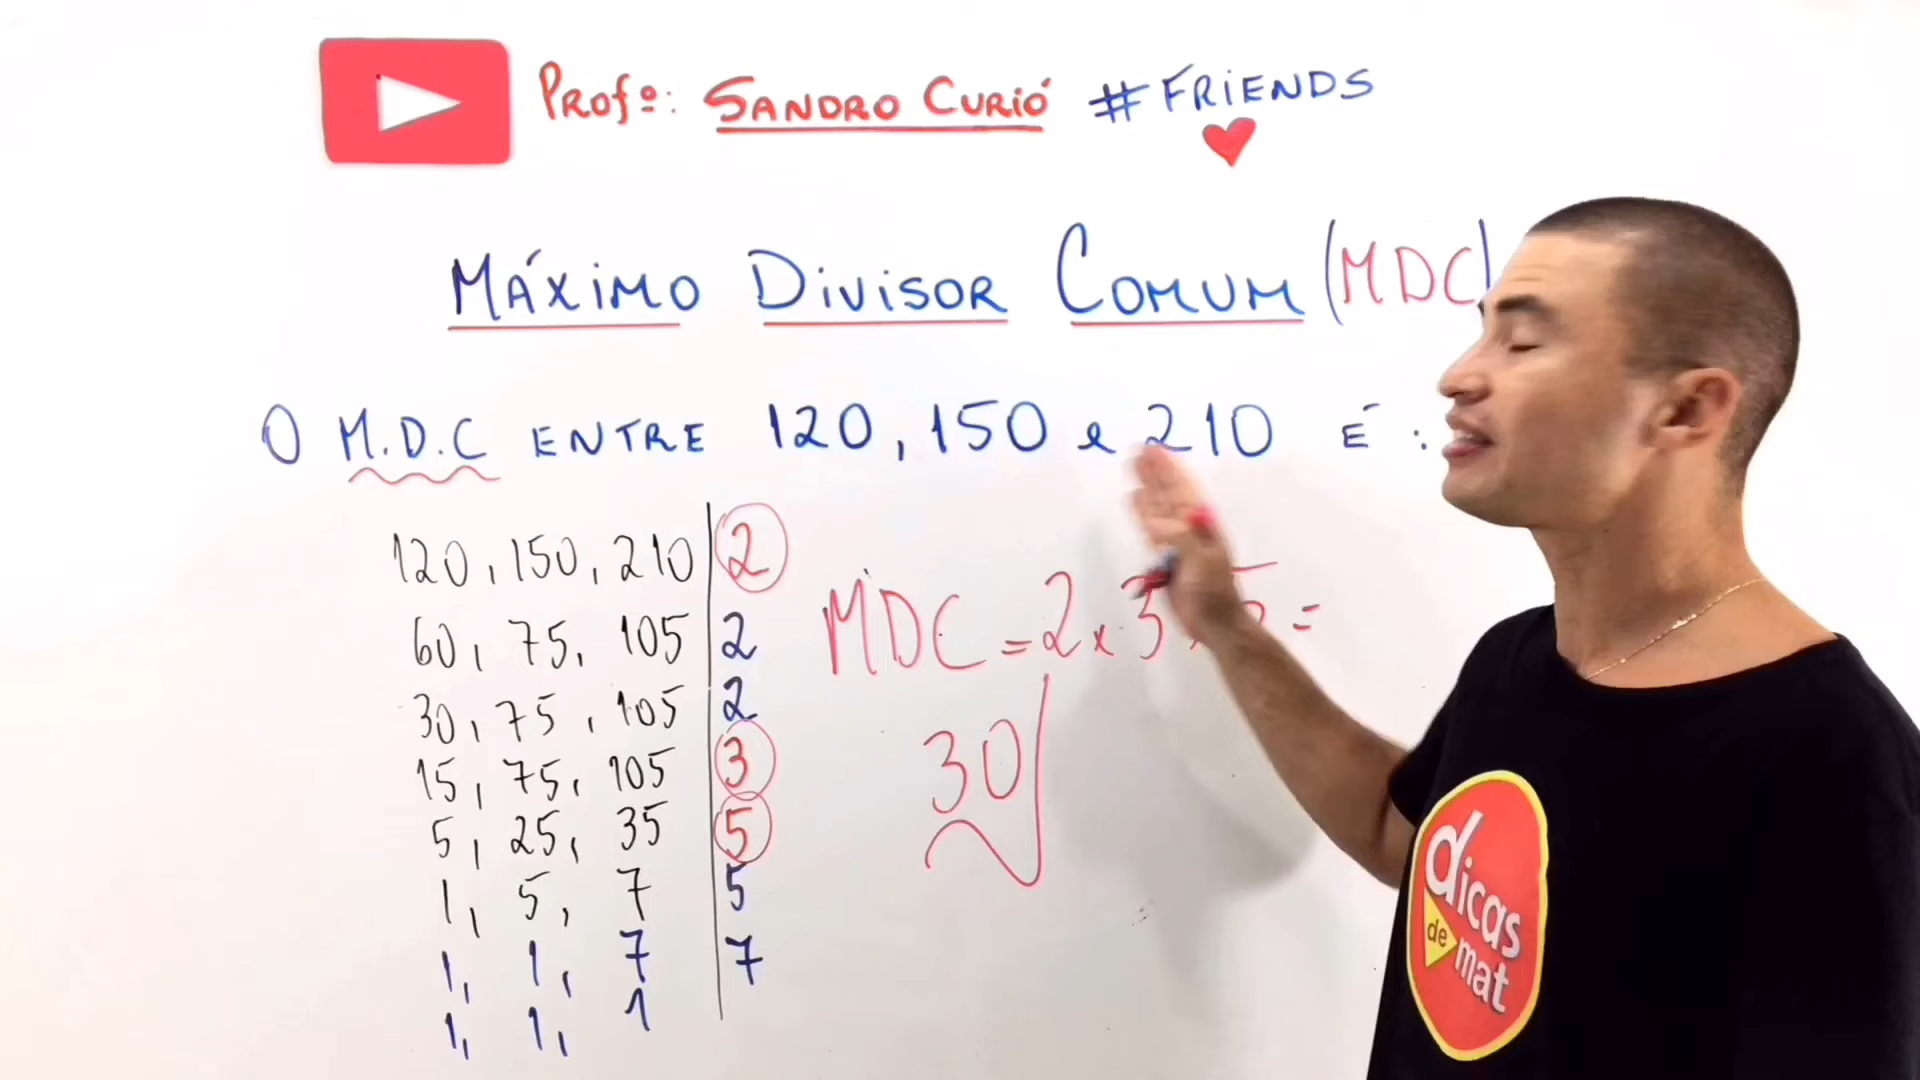 Profº: SANDRO CURIÓ #FRIENDS
MÁXIMO DIVISOR COMUM (MDC)
O M.D.C ENTRE 120, 150 e 210 É :
120, 150, 210 | 2
60, 75, 105 | 2
30, 75, 105 | 2
15, 75, 105 | 3
5, 25, 35 | 5
1, 5, 7 | 5
1, 1, 7 | 7
1, 1, 1
MDC = 2 x 3 x 5 =
30
dicas
de
mat